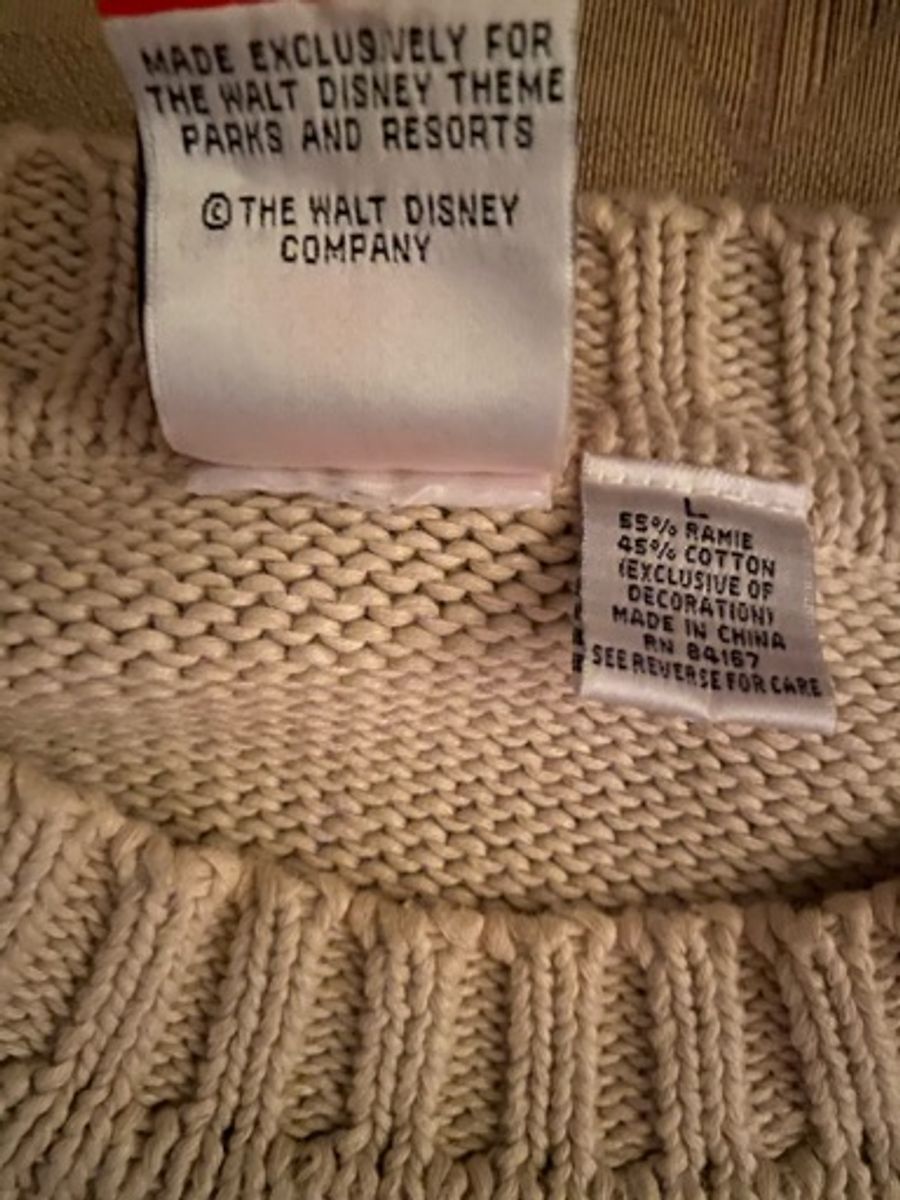 MADE EXCLUSIVELY FOR
THE WALT DISNEY THEME
PARKS AND RESORTS
© THE WALT DISNEY
COMPANY
L
55% RAMIE
45% COTTON
(EXCLUSIVE OF
DECORATION)
MADE IN CHINA
RN 84167
SEE REVERSE FOR CARE